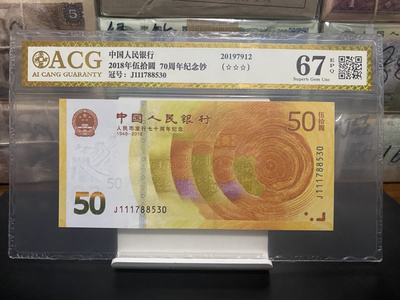 ACG
AI CANG GUARANTY
中国人民银行
2018年伍拾圆 70周年纪念钞
冠号: J111788530
20197912
(☆☆☆)
67 EPQ
Superb Gem Unc
中国人民银行
人民币发行七十周年纪念
1948-2018
50 伍拾圆
50
50
J111788530
J111788530